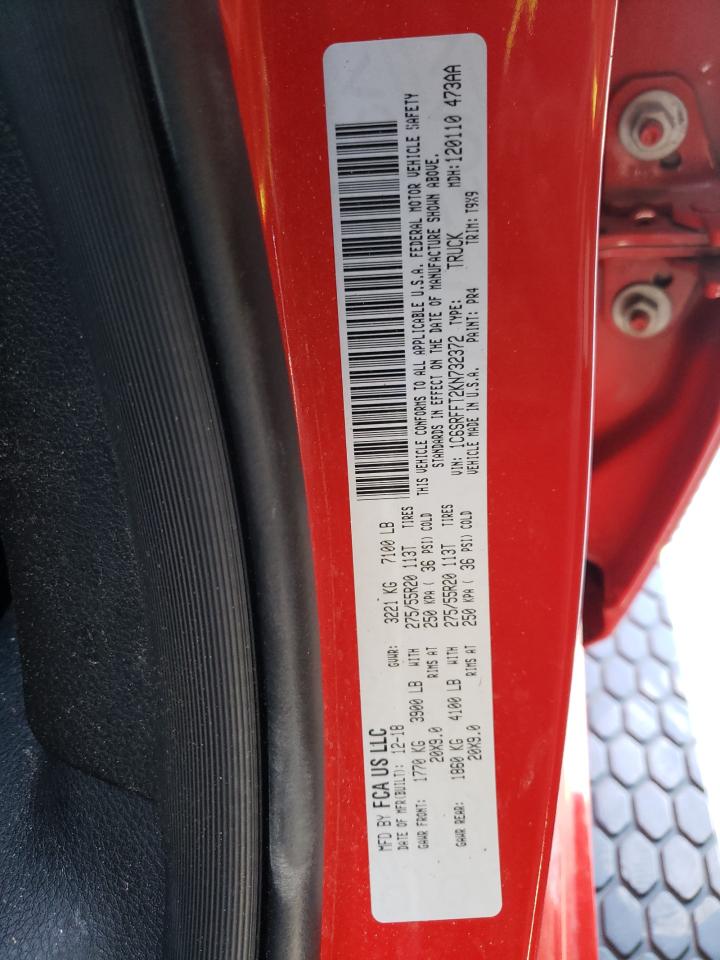 MFD BY FCA US LLC
DATE OF MFR(BUILT): 12-18 GVWR: 3221 KG 7100 LB
GAWR FRONT: 1770 KG 3900 LB WITH 275/55R20 113T TIRES
20X9.0 RIMS AT 250 KPA ( 36 PSI) COLD
GAWR REAR: 1860 KG 4100 LB WITH 275/55R20 113T TIRES
20X9.0 RIMS AT 250 KPA ( 36 PSI) COLD
THIS VEHICLE CONFORMS TO ALL APPLICABLE U.S.A. FEDERAL MOTOR VEHICLE SAFETY
STANDARDS IN EFFECT ON THE DATE OF MANUFACTURE SHOWN ABOVE.
VIN: 1C6SRFFT2KN732372 TYPE: TRUCK MDH:120110 473AA
VEHICLE MADE IN U.S.A. PAINT: PR4 TRIM: T9X9